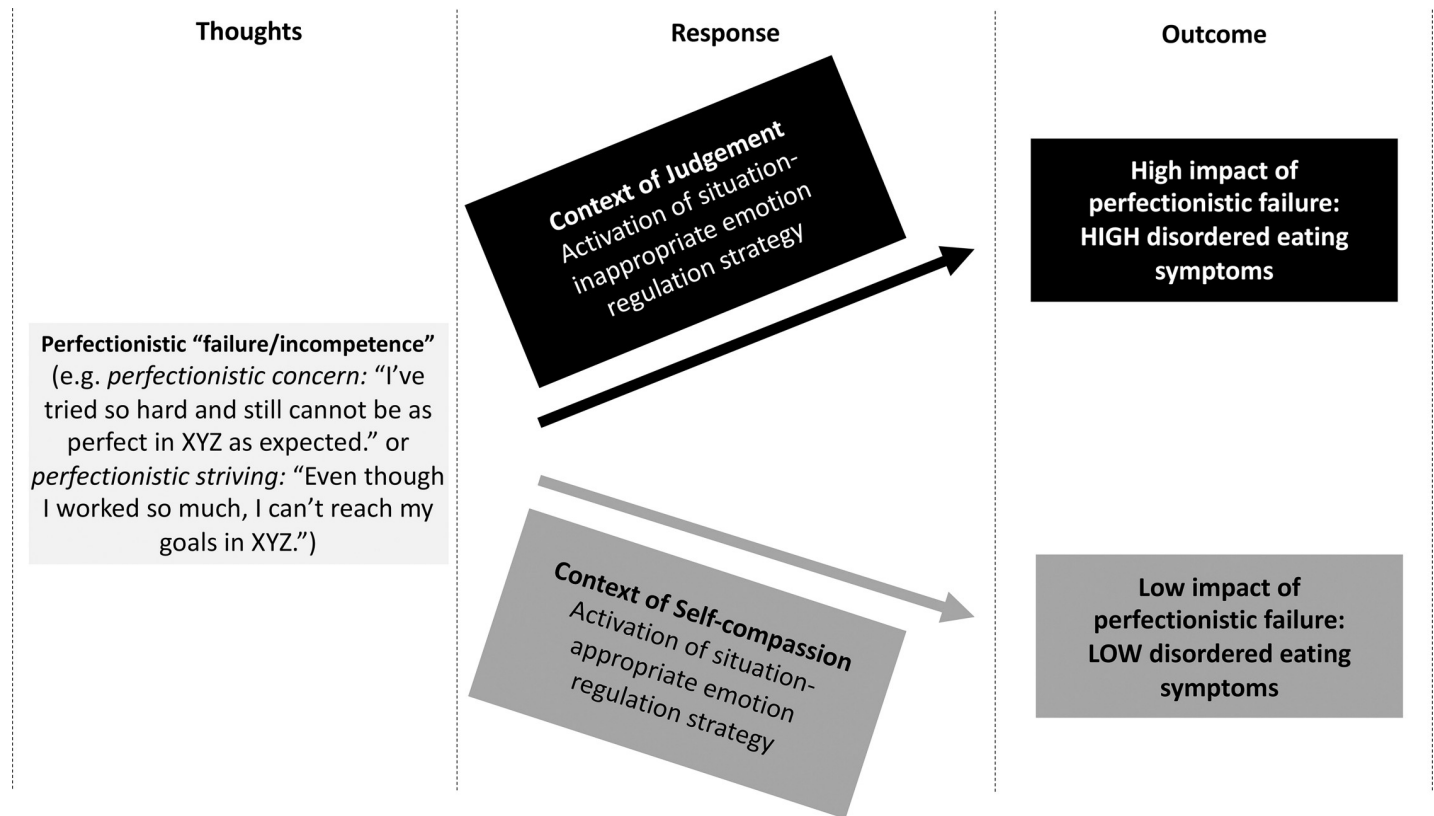 Thoughts
Response
Outcome
Perfectionistic “failure/incompetence”
(e.g. perfectionistic concern: “I’ve
tried so hard and still cannot be as
perfect in XYZ as expected.” or
perfectionistic striving: “Even though
I worked so much, I can’t reach my
goals in XYZ.”)
Context of Judgement
Activation of situation-
inappropriate emotion
regulation strategy
Context of Self-compassion
Activation of situation-
appropriate emotion
regulation strategy
High impact of
perfectionistic failure:
HIGH disordered eating
symptoms
Low impact of
perfectionistic failure:
LOW disordered eating
symptoms